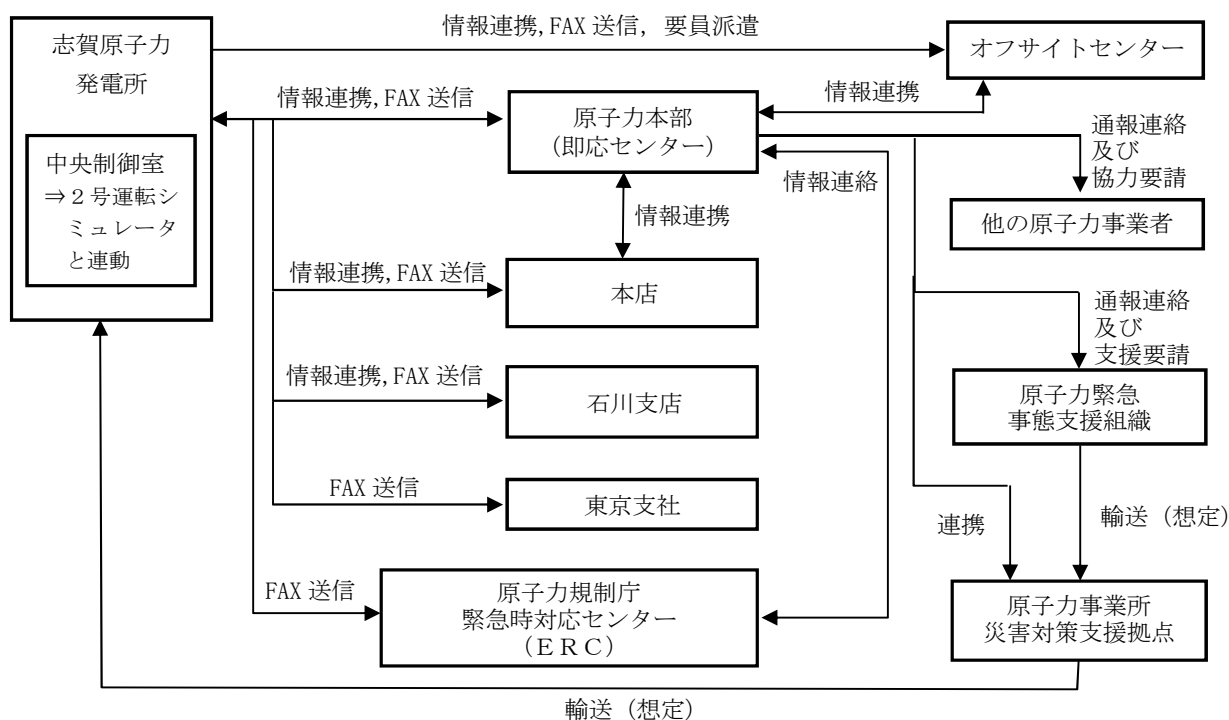 情報連携,FAX 送信, 要員派遣
志賀原子力
発電所
オフサイトセンター
情報連携,FAX 送信
原子力本部
(即応センター)
情報連携
通報連絡
及び
協力要請
中央制御室
⇒2号運転シ
ミュレータ
と連動
情報連絡
情報連携
他の原子力事業者
情報連携,FAX 送信
本店
通報連絡
及び
支援要請
情報連携,FAX 送信
石川支店
原子力緊急
事態支援組織
FAX 送信
東京支社
連携
輸送(想定)
FAX 送信
原子力規制庁
緊急時対応センター
(ERC)
原子力事業所
災害対策支援拠点
輸送(想定)